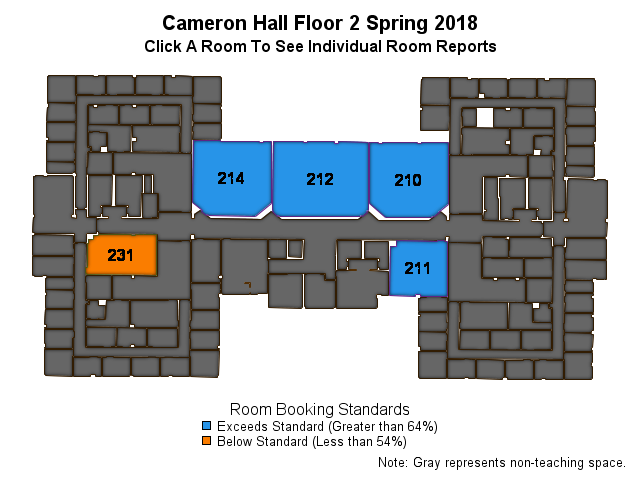 Cameron Hall Floor 2 Spring 2018
Click A Room To See Individual Room Reports
214
212
210
231
211
Room Booking Standards
Exceeds Standard (Greater than 64%)
Below Standard (Less than 54%)
Note: Gray represents non-teaching space.